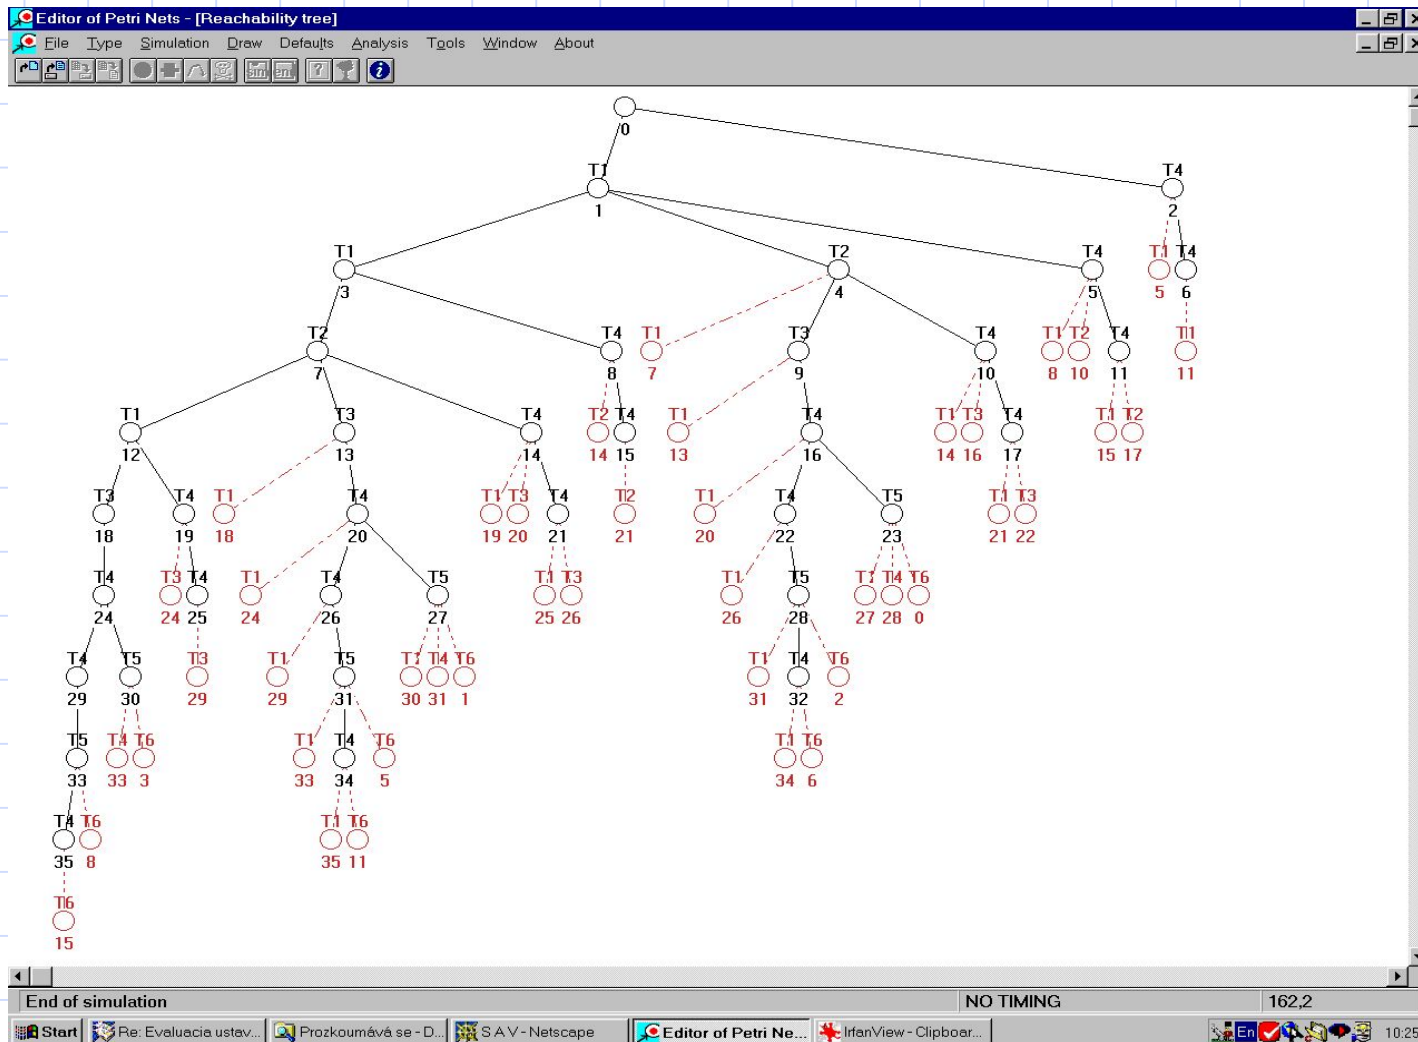 Editor of Petri Nets - [Reachability tree]
File Type Simulation Draw Defaults Analysis Tools Window About
sim en ? i
0
T1 T4
1 2
T1 T2 T4 T1 T4
3 4 5 5 6
T2 T4 T1 T3 T4 T1 T2 T4 T1
7 8 7 9 10 8 10 11 11
T1 T3 T4 T2 T4 T1 T4 T1 T3 T4 T1 T2
12 13 14 14 15 13 16 14 16 17 15 17
T3 T4 T1 T4 T1 T3 T4 T2 T1 T4 T5 T1 T3
18 19 18 20 19 20 21 21 20 22 23 21 22
T4 T3 T4 T1 T4 T5 T1 T3 T1 T5 T1 T4 T6
24 24 25 24 26 27 25 26 26 28 27 28 0
T4 T5 T3 T1 T5 T1 T4 T6 T1 T4 T6
29 30 29 29 31 30 31 1 31 32 2
T5 T4 T6 T1 T4 T6 T1 T6
33 33 3 33 34 5 34 6
T4 T6 T1 T6
35 8 35 11
T6
15
End of simulation NO TIMING 162,2
Start Re: Evaluacia ustav... Prozkoumává se - D... S A V - Netscape Editor of Petri Ne... IrfanView - Clipboar... En 10:25